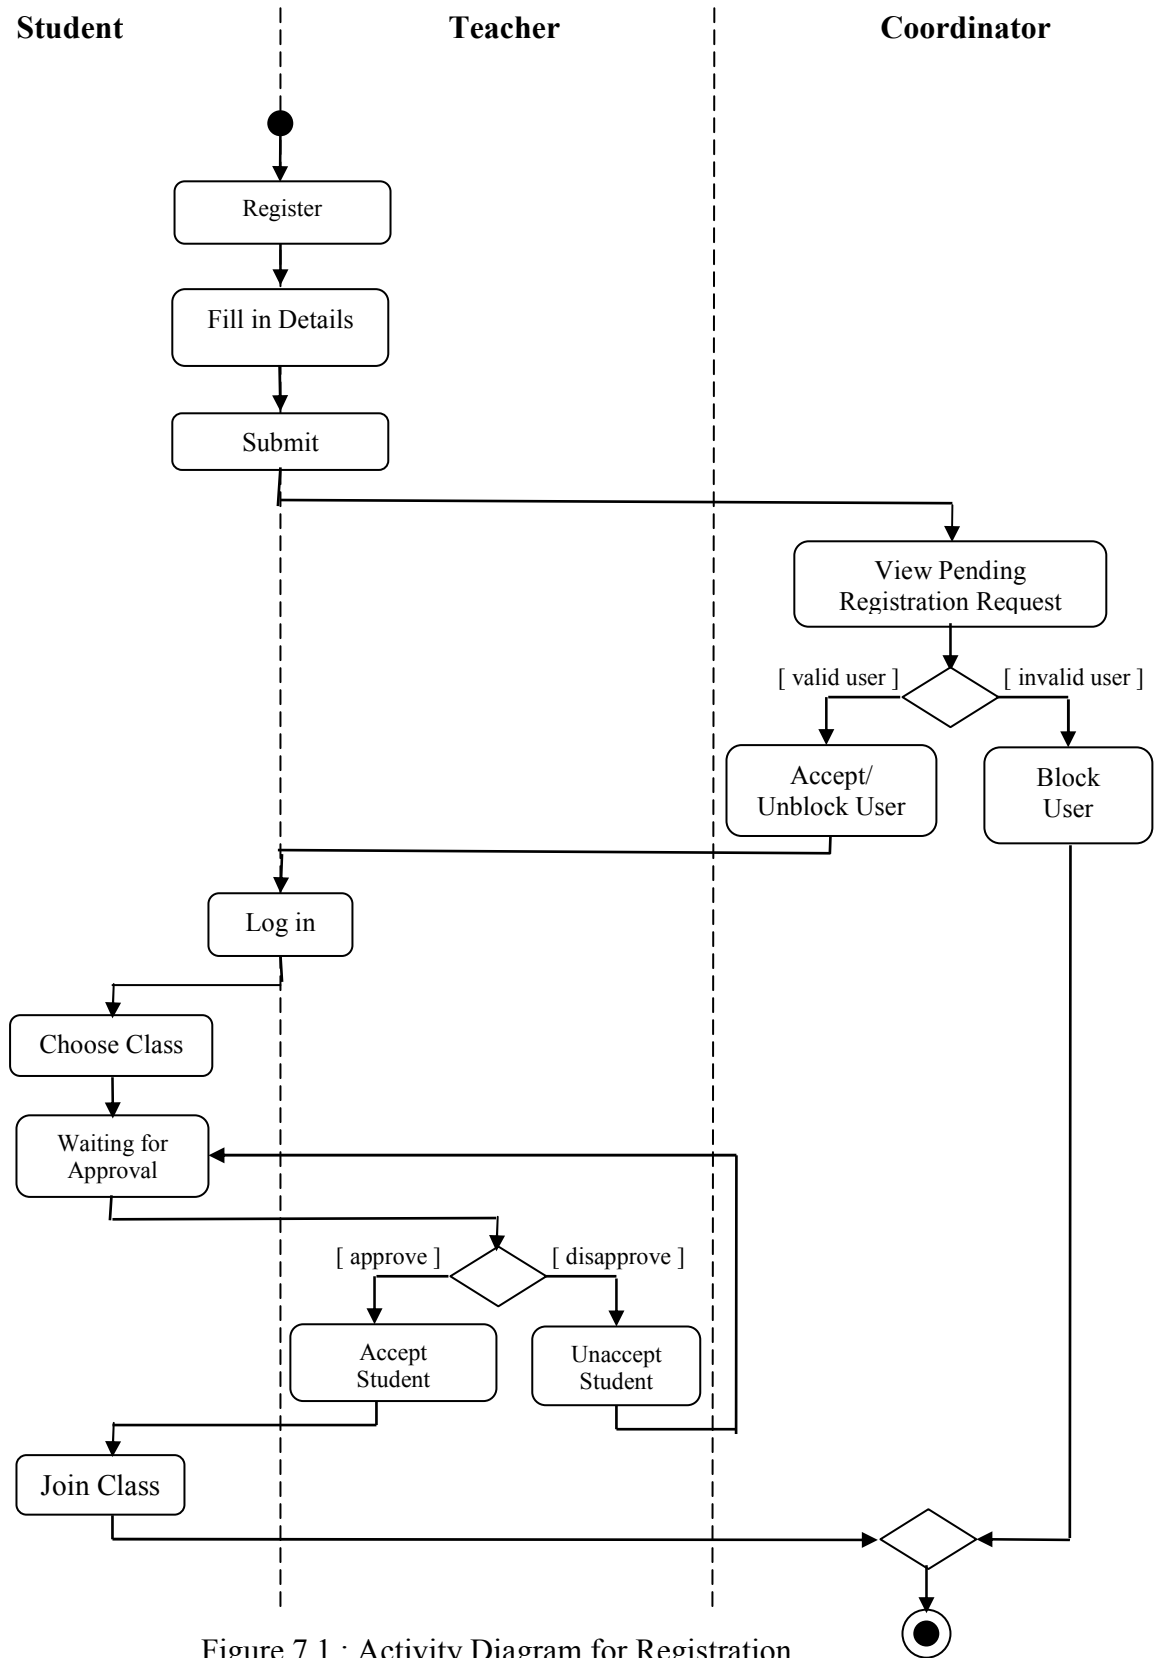 Student
Teacher
Coordinator
Register
Fill in Details
Submit
View Pending
Registration Request
[ valid user ]
[ invalid user ]
Accept/
Unblock User
Block
User
Log in
Choose Class
Waiting for
Approval
[ approve ]
[ disapprove ]
Accept
Student
Unaccept
Student
Join Class
Figure 7.1 : Activity Diagram for Registration